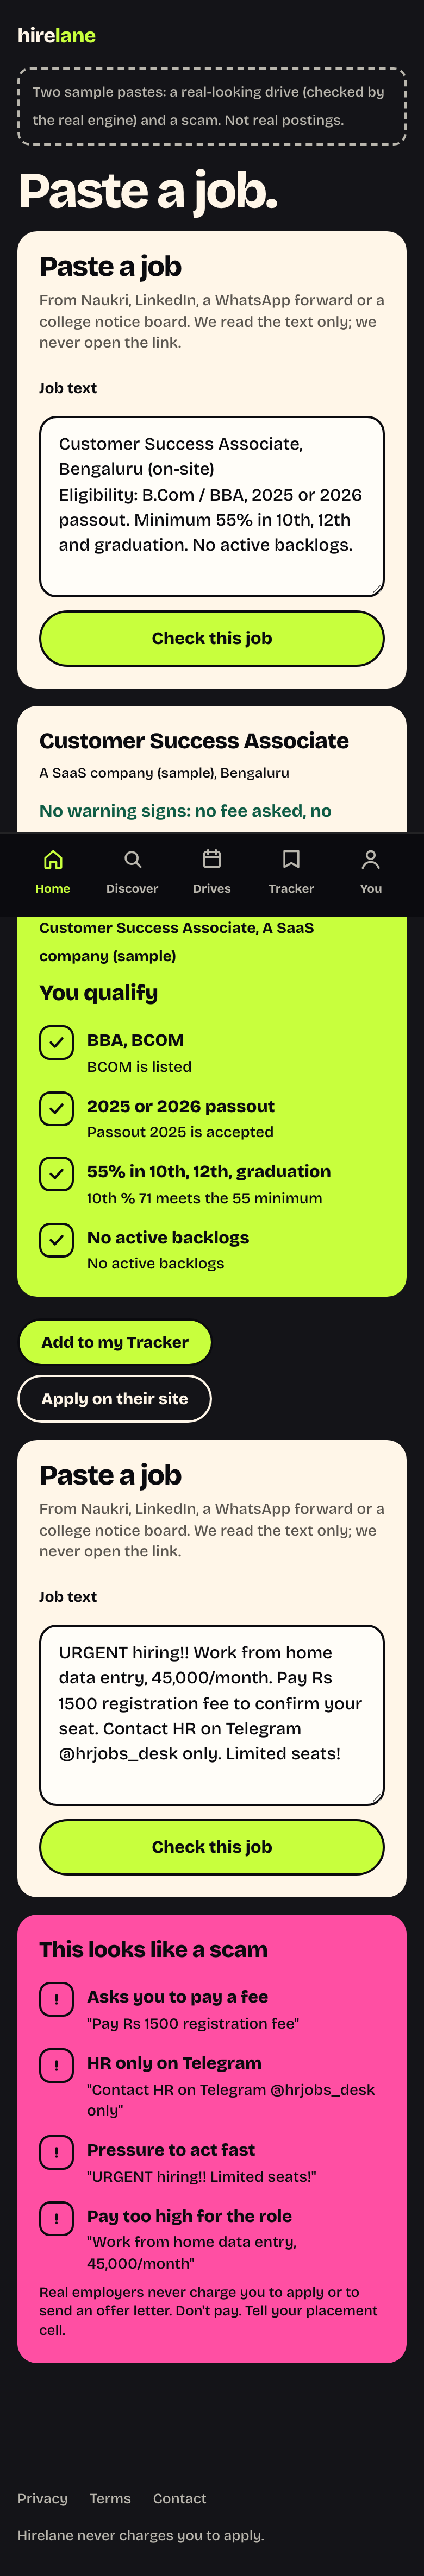 hirelane
Two sample pastes: a real-looking drive (checked by
the real engine) and a scam. Not real postings.
Paste a job.
Paste a job
From Naukri, LinkedIn, a WhatsApp forward or a
college notice board. We read the text only; we
never open the link.
Job text
Customer Success Associate,
Bengaluru (on-site)
Eligibility: B.Com / BBA, 2025 or 2026
passout. Minimum 55% in 10th, 12th
and graduation. No active backlogs.
Check this job
Customer Success Associate
A SaaS company (sample), Bengaluru
No warning signs: no fee asked, no
Home Discover Drives Tracker You
Customer Success Associate, A SaaS
company (sample)
You qualify
BBA, BCOM
BCOM is listed
2025 or 2026 passout
Passout 2025 is accepted
55% in 10th, 12th, graduation
10th % 71 meets the 55 minimum
No active backlogs
No active backlogs
Add to my Tracker
Apply on their site
Paste a job
From Naukri, LinkedIn, a WhatsApp forward or a
college notice board. We read the text only; we
never open the link.
Job text
URGENT hiring!! Work from home
data entry, 45,000/month. Pay Rs
1500 registration fee to confirm your
seat. Contact HR on Telegram
@hrjobs_desk only. Limited seats!
Check this job
This looks like a scam
! Asks you to pay a fee
"Pay Rs 1500 registration fee"
! HR only on Telegram
"Contact HR on Telegram @hrjobs_desk
only"
! Pressure to act fast
"URGENT hiring!! Limited seats!"
! Pay too high for the role
"Work from home data entry,
45,000/month"
Real employers never charge you to apply or to
send an offer letter. Don't pay. Tell your placement
cell.
Privacy Terms Contact
Hirelane never charges you to apply.